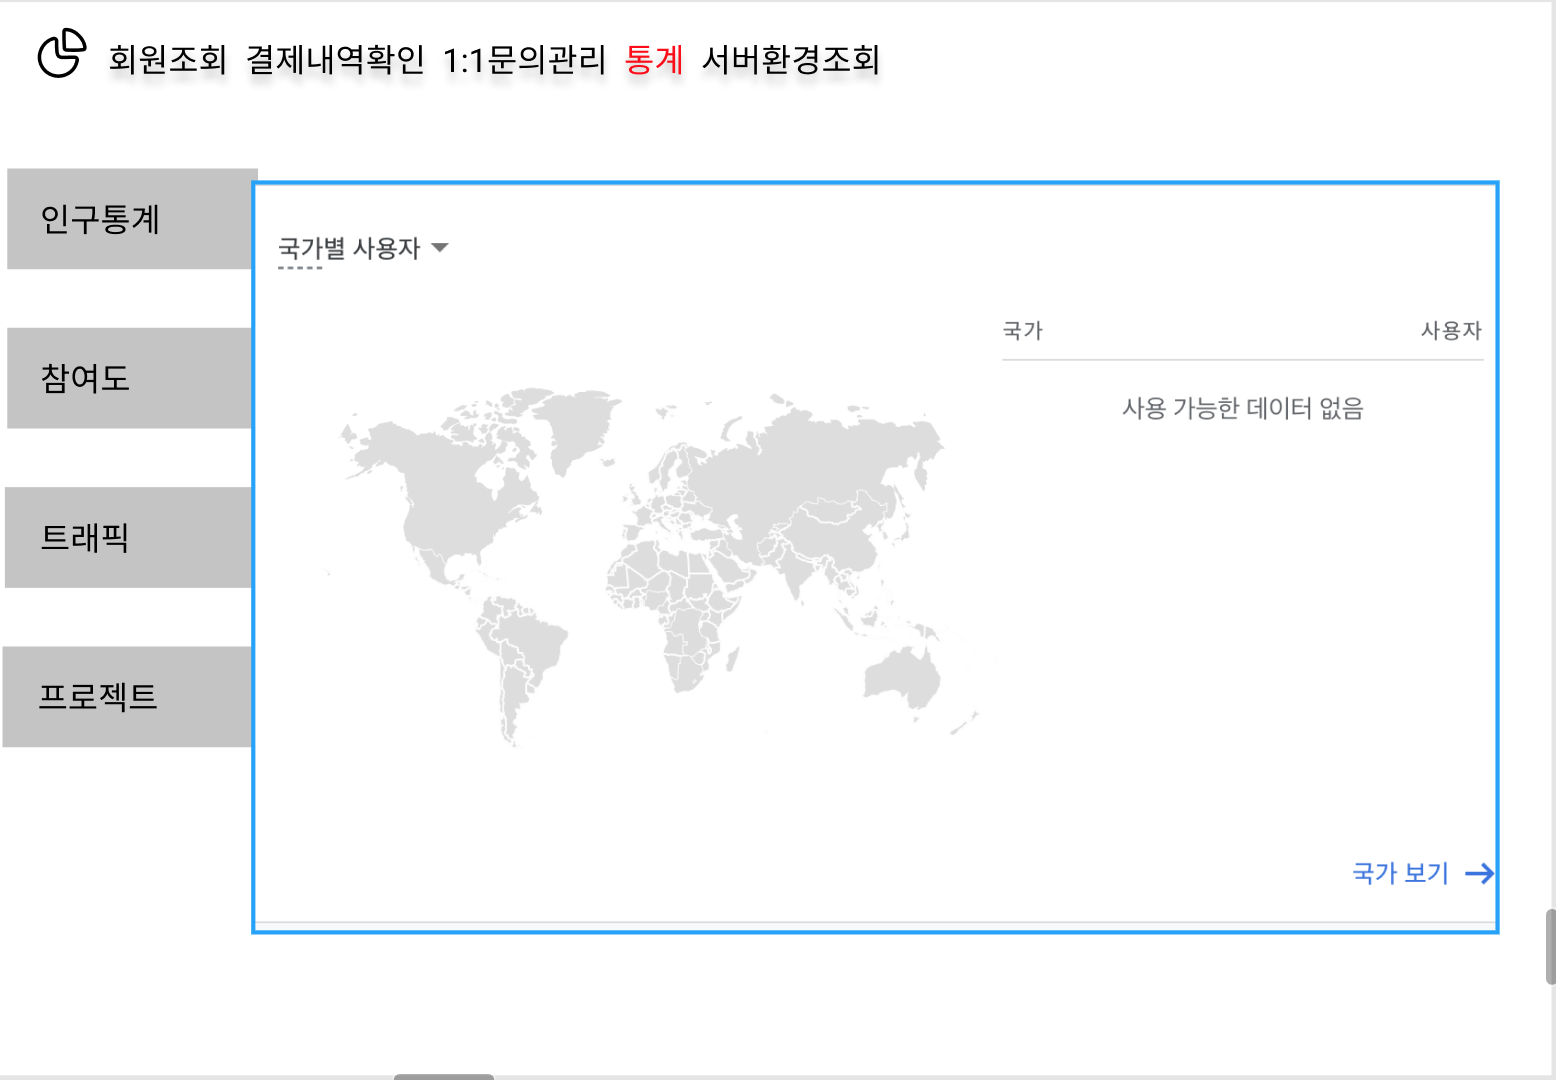 회원조회 결제내역확인 1:1문의관리 통계 서버환경조회
인구통계
참여도
트래픽
프로젝트
국가별 사용자
국가 사용자
사용 가능한 데이터 없음
국가 보기